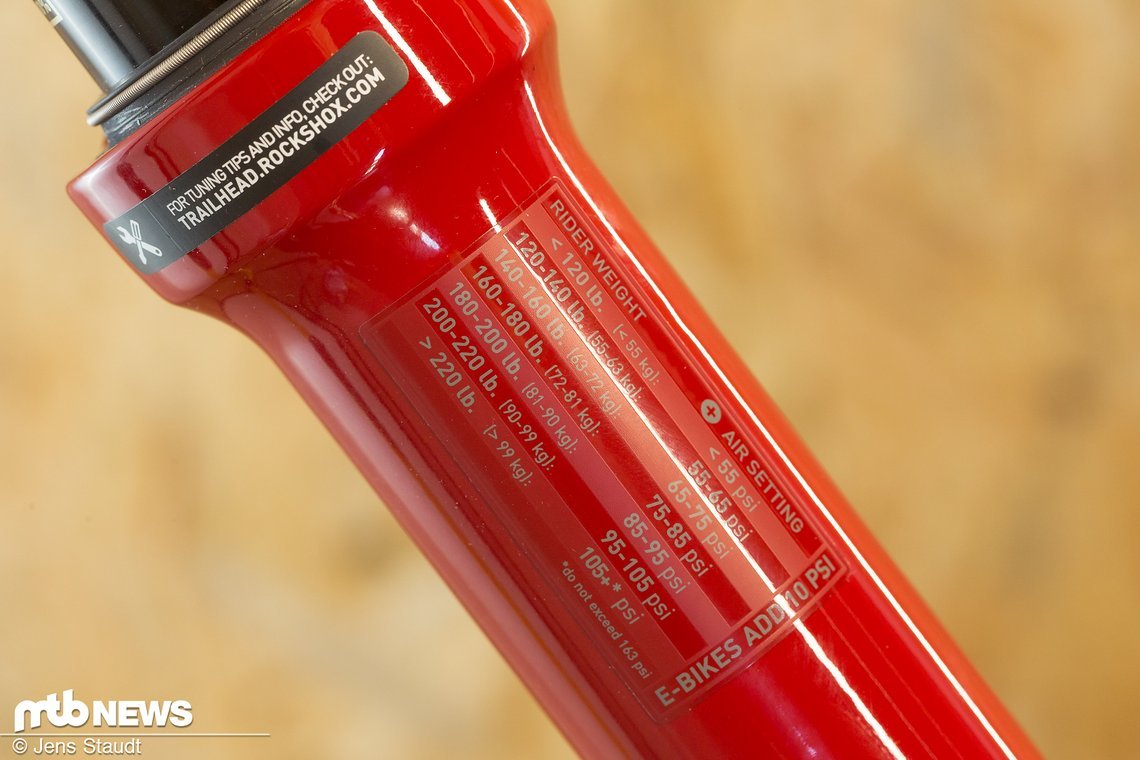 FOR TUNING TIPS AND INFO, CHECK OUT:
TRAILHEAD.ROCKSHOX.COM
RIDER WEIGHT AIR SETTING
< 120 lb. (< 55 kg): < 55 psi
120-140 lb. (55-63 kg): 55-65 psi
140-160 lb. (63-72 kg): 65-75 psi
160-180 lb. (72-81 kg): 75-85 psi
180-200 lb. (81-90 kg): 85-95 psi
200-220 lb. (90-99 kg): 95-105 psi
> 220 lb. (> 99 kg): 105+* psi
*do not exceed 163 psi
E-BIKES ADD 10 PSI
mtb NEWS
© Jens Staudt